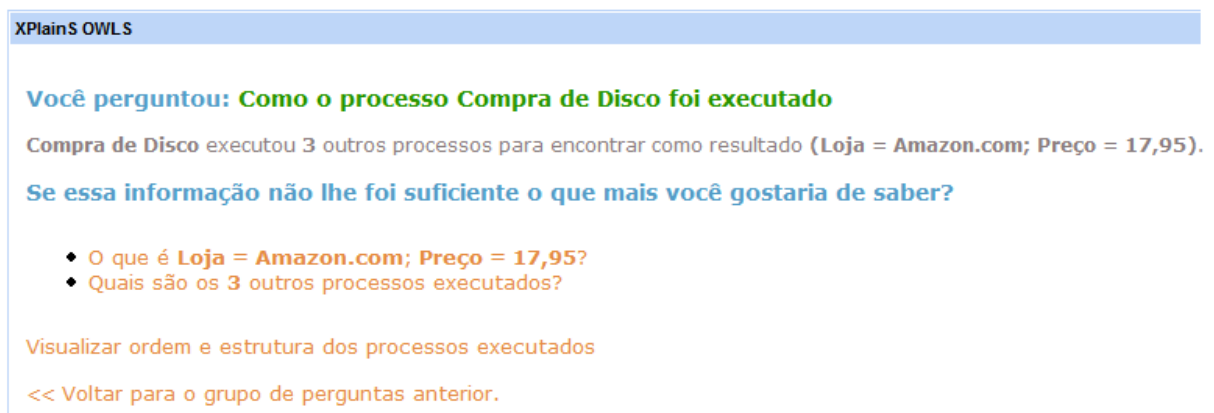 XPlainS OWLS
Você perguntou: Como o processo Compra de Disco foi executado
Compra de Disco executou 3 outros processos para encontrar como resultado (Loja = Amazon.com; Preço = 17,95).
Se essa informação não lhe foi suficiente o que mais você gostaria de saber?
O que é Loja = Amazon.com; Preço = 17,95?
Quais são os 3 outros processos executados?
Visualizar ordem e estrutura dos processos executados
<< Voltar para o grupo de perguntas anterior.